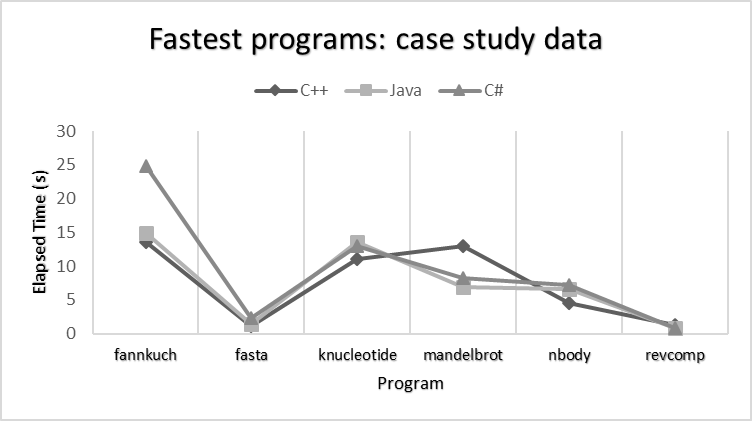 Fastest programs: case study data
C++ Java C#
Elapsed Time (s)
30
25
20
15
10
5
0
fannkuch fasta knucleotide mandelbrot nbody revcomp
Program